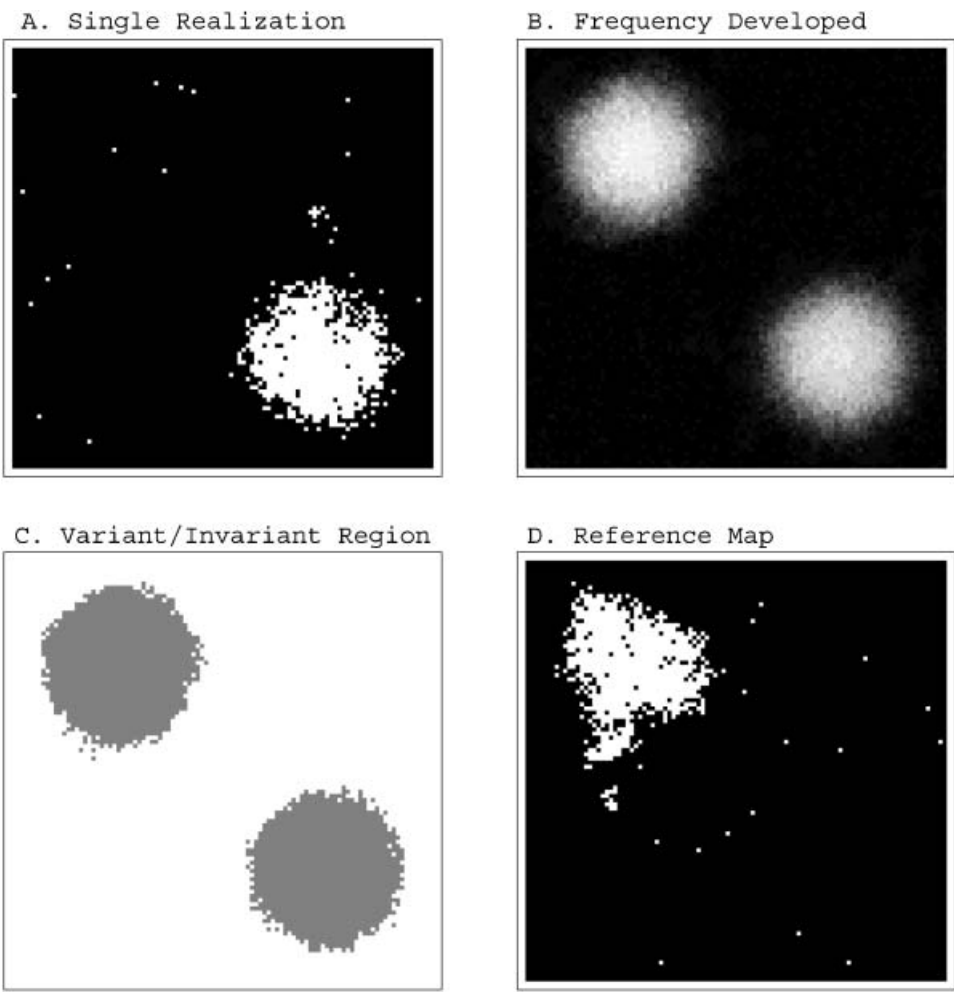 A. Single Realization
B. Frequency Developed
C. Variant/Invariant Region
D. Reference Map